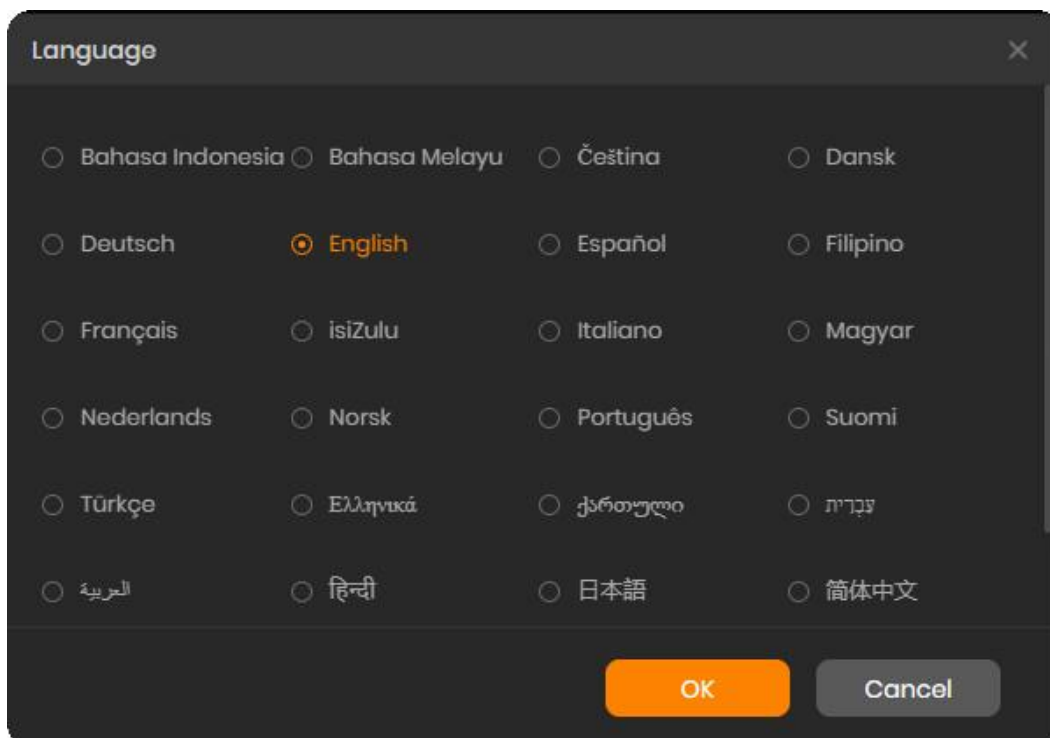 Language
Bahasa Indonesia Bahasa Melayu Čeština Dansk
Deutsch English Español Filipino
Français isiZulu Italiano Magyar
Nederlands Norsk Português Suomi
Türkçe Ελληνικά ქართული עִבְרִית
العربية हिन्दी 日本語 简体中文
OK Cancel